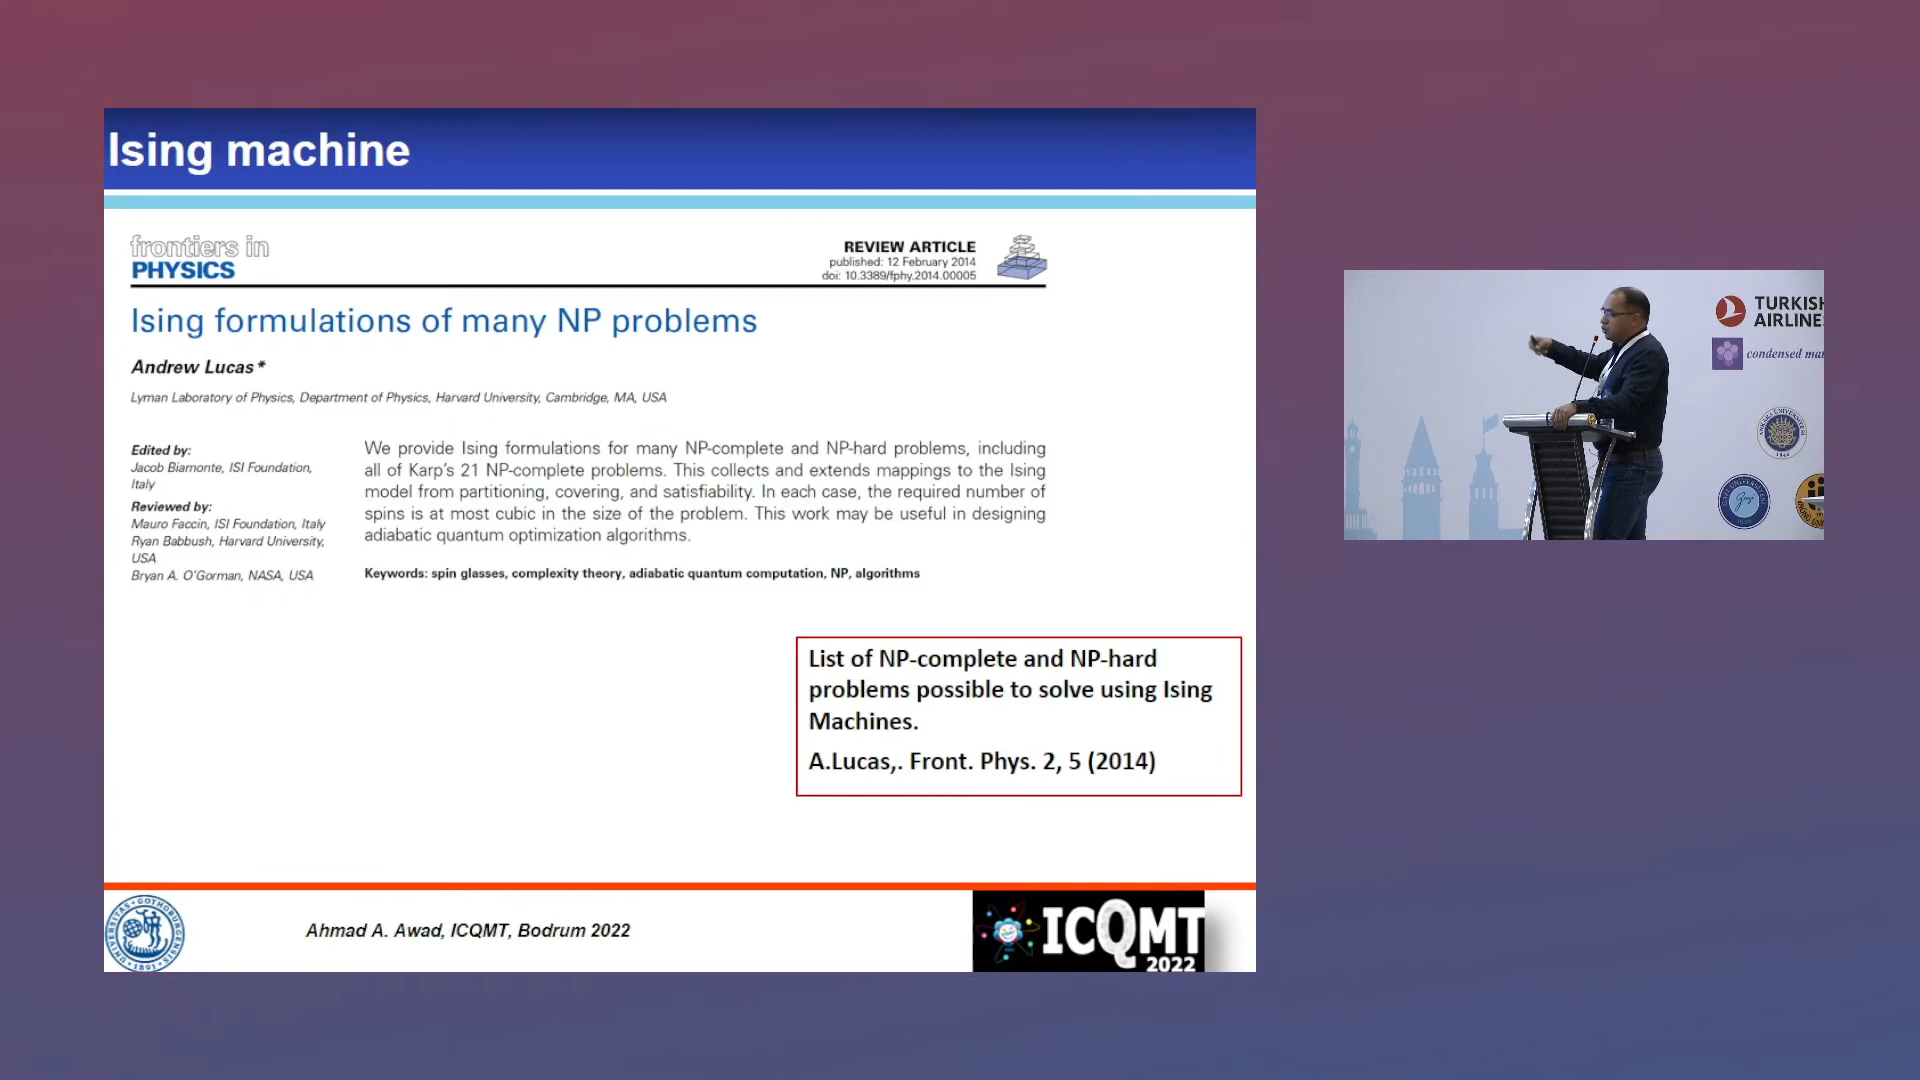 Ising machine
frontiers in
PHYSICS
REVIEW ARTICLE
published: 12 February 2014
doi: 10.3389/fphy.2014.00005
Ising formulations of many NP problems
Andrew Lucas*
Lyman Laboratory of Physics, Department of Physics, Harvard University, Cambridge, MA, USA
Edited by:
Jacob Biamonte, ISI Foundation,
Italy
Reviewed by:
Mauro Faccin, ISI Foundation, Italy
Ryan Babbush, Harvard University,
USA
Bryan A. O'Gorman, NASA, USA
We provide Ising formulations for many NP-complete and NP-hard problems, including
all of Karp's 21 NP-complete problems. This collects and extends mappings to the Ising
model from partitioning, covering, and satisfiability. In each case, the required number of
spins is at most cubic in the size of the problem. This work may be useful in designing
adiabatic quantum optimization algorithms.
Keywords: spin glasses, complexity theory, adiabatic quantum computation, NP, algorithms
List of NP-complete and NP-hard
problems possible to solve using Ising
Machines.
A.Lucas,. Front. Phys. 2, 5 (2014)
Ahmad A. Awad, ICQMT, Bodrum 2022
ICQMT
2022
TURKISH
AIRLINE
condensed mat